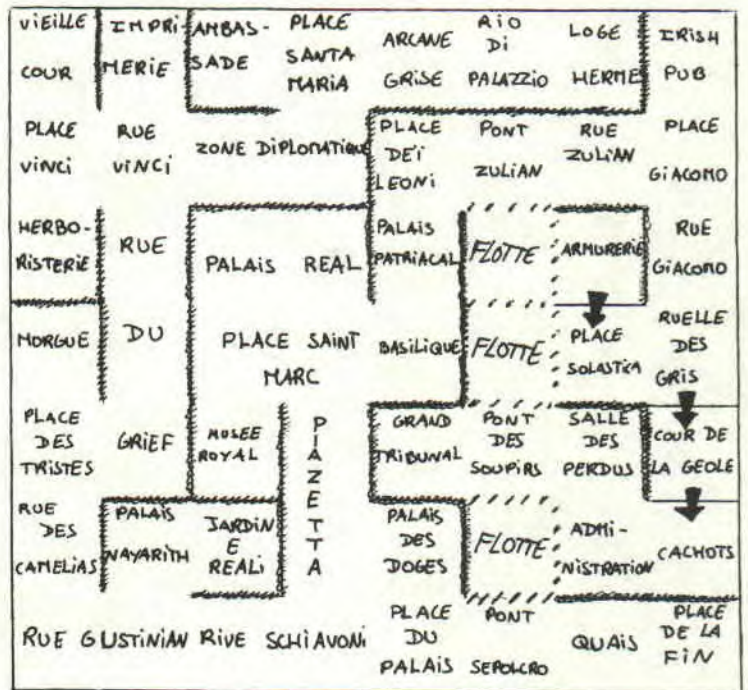 VIEILLE
COUR
IMPRI-
MERIE
AMBAS-
SADE
PLACE
SANTA
MARIA
ARCANE
GRISE
RIO
DI
PALAZZIO
LOGE
HERME
IRISH
PUB
PLACE
VINCI
RUE
VINCI
ZONE DIPLOMATIQUE
PLACE
DEÏ
LEONI
PONT
ZULIAN
RUE
ZULIAN
PLACE
GIACOMO
HERBO-
RISTERIE
RUE
PALAIS REAL
PALAIS
PATRIACAL
FLOTTE
ARMURERIE
RUE
GIACOMO
MORGUE
DU
PLACE SAINT
MARC
BASILIQUE
FLOTTE
PLACE
SOLASTICA
RUELLE
DES
GRIS
PLACE
DES
TRISTES
GRIEF
MUSEE
ROYAL
PIAZETTA
GRAND
TRIBUNAL
PONT
DES
SOUPIRS
SALLE
DES
PERDUS
COUR DE
LA GEOLE
RUE
DES
CAMELIAS
PALAIS
NAYARITH
JARDIN
E
REALI
PALAIS
DES
DOGES
FLOTTE
ADMI-
NISTRATION
CACHOTS
RUE GUSTINIAN
RIVE SCHIAVONI
PLACE
DU
PALAIS
PONT
SEPOLCRO
QUAIS
PLACE
DE LA
FIN